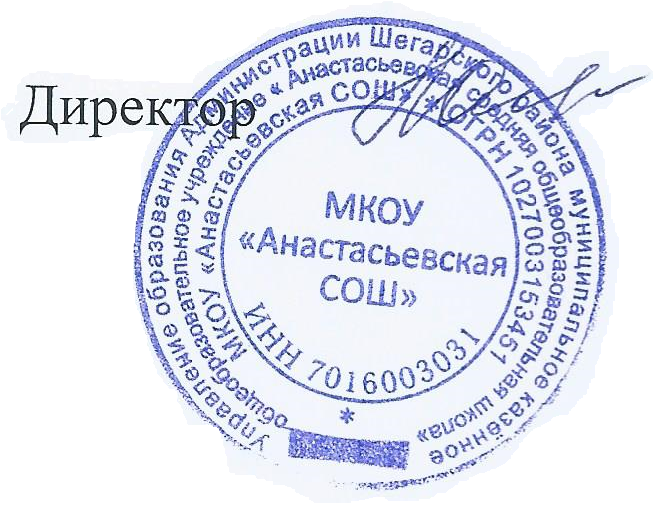 Директор
Управление образования Администрации Шегарского района муниципальное казённое
общеобразовательное учреждение « Анастасьевская средняя общеобразовательная школа»
МКОУ «Анастасьевская СОШ» * ОГРН 1027003153451
МКОУ
«Анастасьевская
СОШ»
ИНН 7016003031
*